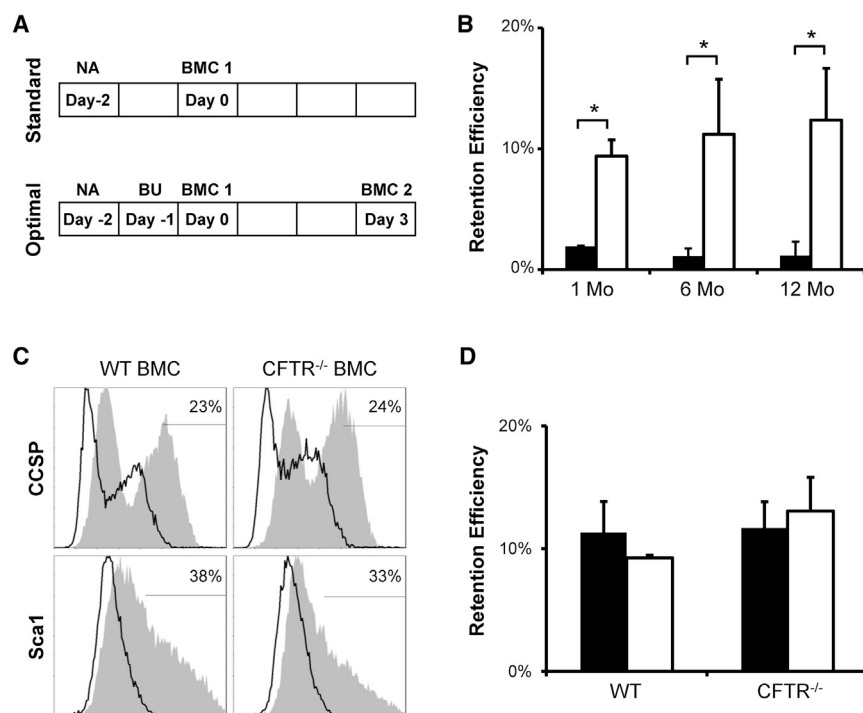 A
Standard
NA BMC 1
Day-2 Day 0
Optimal
NA BU BMC 1 BMC 2
Day -2 Day -1 Day 0 Day 3
B
Retention Efficiency
20%
10%
0%
* * *
1 Mo 6 Mo 12 Mo
C
WT BMC CFTR-/- BMC
CCSP
23% 24%
Sca1
38% 33%
D
Retention Efficiency
20%
10%
0%
WT CFTR-/-